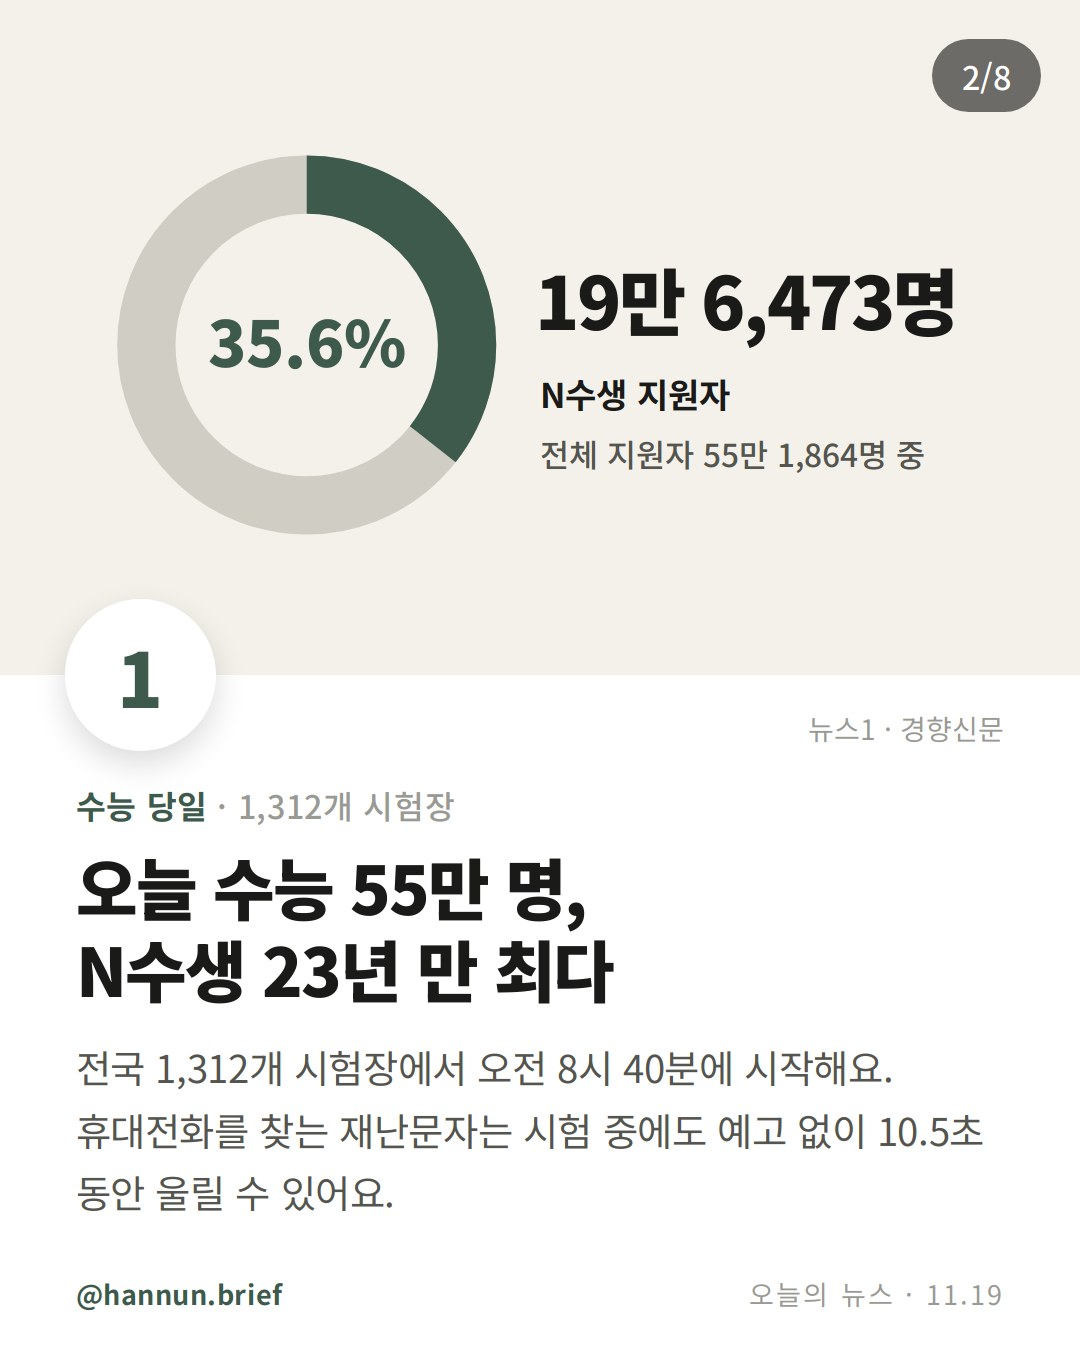 2/8
35.6%
19만 6,473명
N수생 지원자
전체 지원자 55만 1,864명 중
1
뉴스1 · 경향신문
수능 당일 · 1,312개 시험장
오늘 수능 55만 명,
N수생 23년 만 최다
전국 1,312개 시험장에서 오전 8시 40분에 시작해요.
휴대전화를 찾는 재난문자는 시험 중에도 예고 없이 10.5초
동안 울릴 수 있어요.
@hannun.brief
오늘의 뉴스 · 11.19